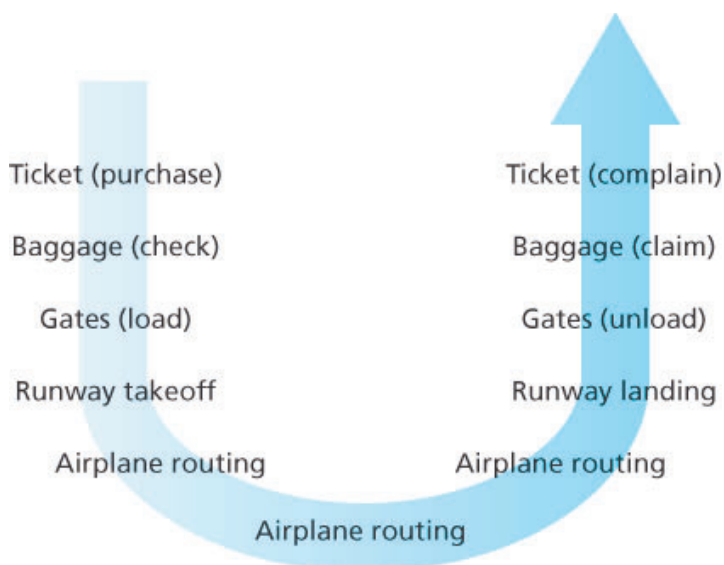 Ticket (purchase)
Baggage (check)
Gates (load)
Runway takeoff
Airplane routing
Airplane routing
Airplane routing
Runway landing
Gates (unload)
Baggage (claim)
Ticket (complain)